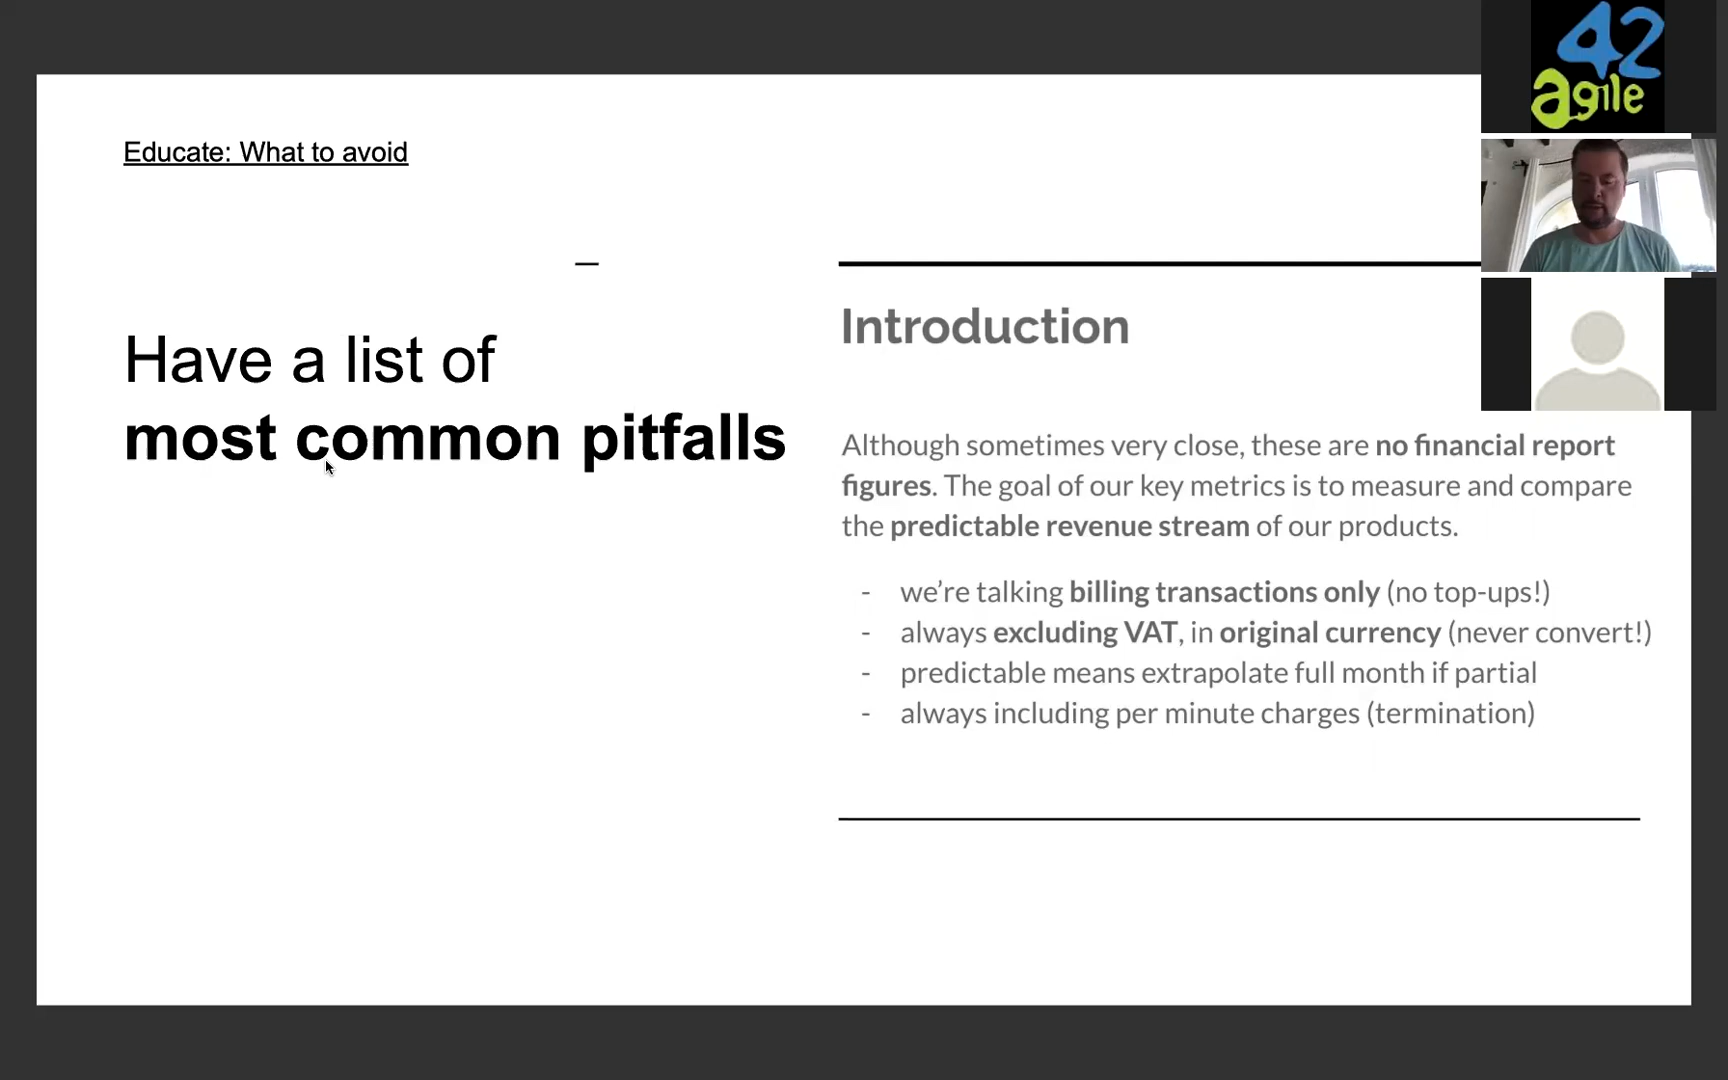 42
agile
Educate: What to avoid
Have a list of
most common pitfalls
Introduction
Although sometimes very close, these are no financial report
figures. The goal of our key metrics is to measure and compare
the predictable revenue stream of our products.
- we’re talking billing transactions only (no top-ups!)
- always excluding VAT, in original currency (never convert!)
- predictable means extrapolate full month if partial
- always including per minute charges (termination)